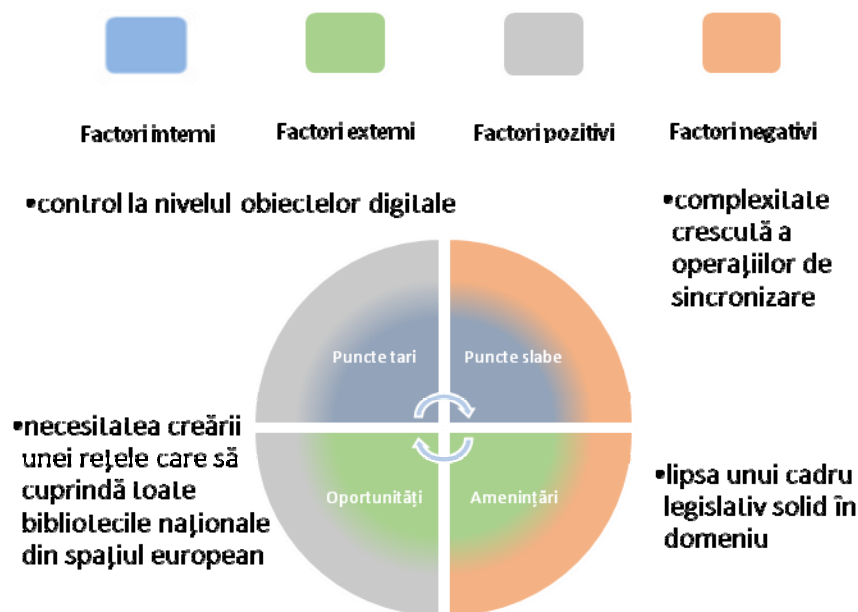 Factori interni
Factori externi
Factori pozitivi
Factori negativi
•control la nivelul obiectelor digitale
•complexitate
crescută a
operațiilor de
sincronizare
Puncte tari
Puncte slabe
•necesitatea creării
unei rețele care să
cuprindă toate
bibliotecile naționale
din spațiul european
Oportunități
Amenințări
•lipsa unui cadru
legislativ solid în
domeniu